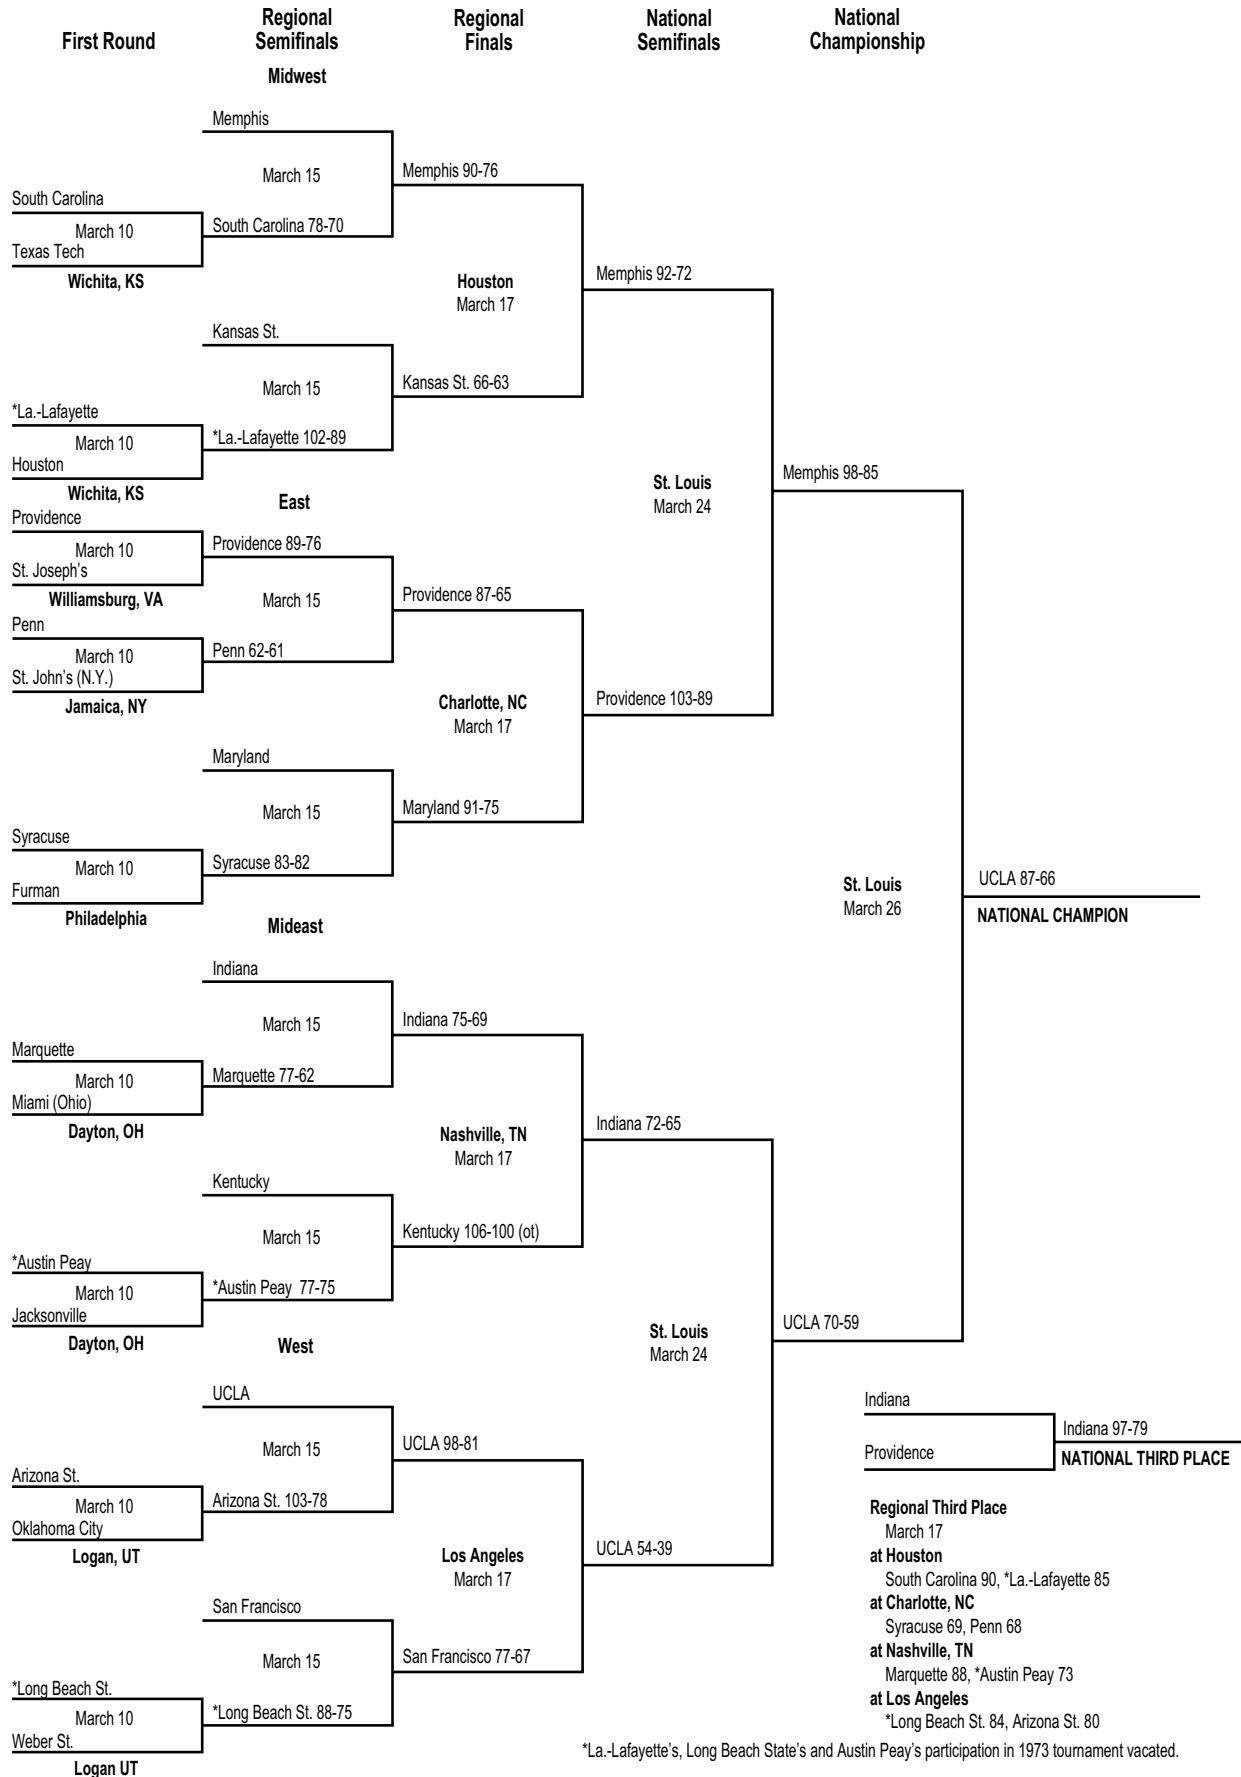 First Round
Regional
Semifinals
Regional
Finals
National
Semifinals
National
Championship
Midwest
Memphis
March 15
Memphis 90-76
South Carolina
March 10
South Carolina 78-70
Texas Tech
Wichita, KS
Houston
March 17
Memphis 92-72
Kansas St.
March 15
Kansas St. 66-63
*La.-Lafayette
March 10
*La.-Lafayette 102-89
Houston
Wichita, KS
St. Louis
March 24
Memphis 98-85
East
Providence
March 10
Providence 89-76
St. Joseph's
Williamsburg, VA
March 15
Providence 87-65
Penn
March 10
Penn 62-61
St. John's (N.Y.)
Jamaica, NY
Charlotte, NC
March 17
Providence 103-89
Maryland
March 15
Maryland 91-75
Syracuse
March 10
Syracuse 83-82
Furman
Philadelphia
St. Louis
March 26
UCLA 87-66
NATIONAL CHAMPION
Mideast
Indiana
March 15
Indiana 75-69
Marquette
March 10
Marquette 77-62
Miami (Ohio)
Dayton, OH
Nashville, TN
March 17
Indiana 72-65
Kentucky
March 15
Kentucky 106-100 (ot)
*Austin Peay
March 10
*Austin Peay 77-75
Jacksonville
Dayton, OH
St. Louis
March 24
UCLA 70-59
West
UCLA
March 15
UCLA 98-81
Arizona St.
March 10
Arizona St. 103-78
Oklahoma City
Logan, UT
Los Angeles
March 17
UCLA 54-39
San Francisco
March 15
San Francisco 77-67
*Long Beach St.
March 10
*Long Beach St. 88-75
Weber St.
Logan UT
Indiana
Indiana 97-79
Providence
NATIONAL THIRD PLACE
Regional Third Place
March 17
at Houston
South Carolina 90, *La.-Lafayette 85
at Charlotte, NC
Syracuse 69, Penn 68
at Nashville, TN
Marquette 88, *Austin Peay 73
at Los Angeles
*Long Beach St. 84, Arizona St. 80
*La.-Lafayette's, Long Beach State's and Austin Peay's participation in 1973 tournament vacated.